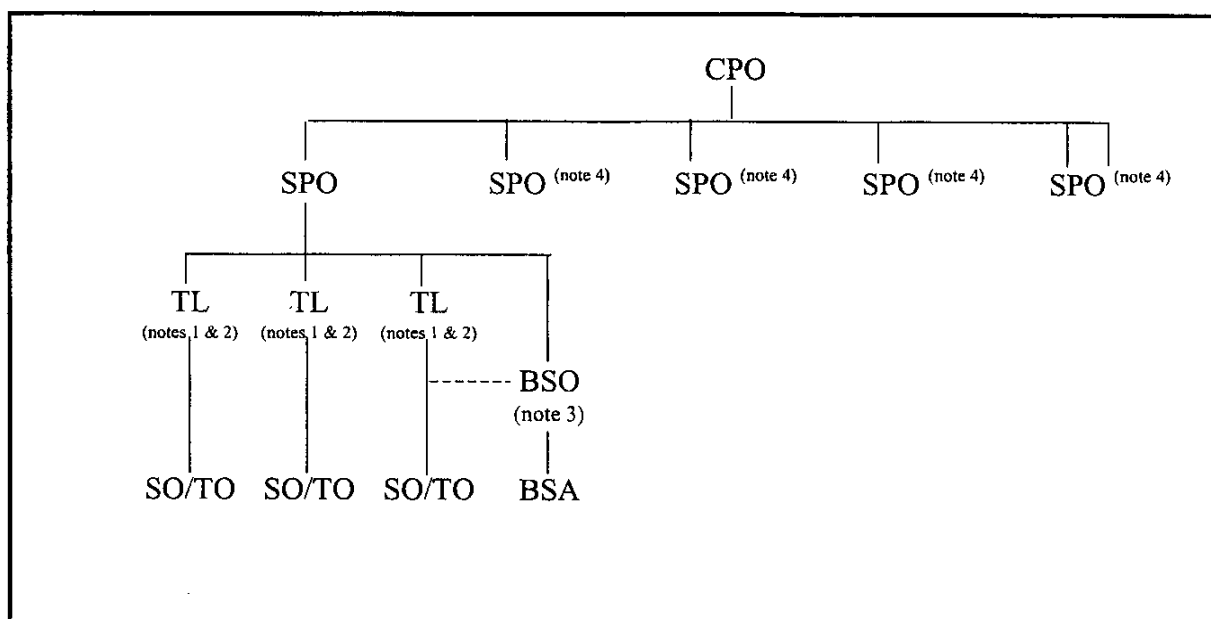 CPO
SPO SPO (note 4) SPO (note 4) SPO (note 4) SPO (note 4)
TL TL TL
(notes 1 & 2) (notes 1 & 2) (notes 1 & 2)
BSO
(note 3)
SO/TO SO/TO SO/TO BSA